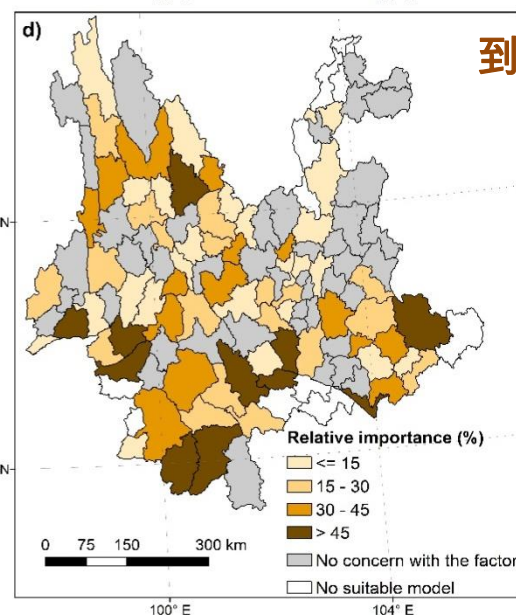 d)
到
N
N
Relative importance (%)
<= 15
15 - 30
30 - 45
> 45
No concern with the factor
No suitable model
0 75 150 300 km
100° E 104° E